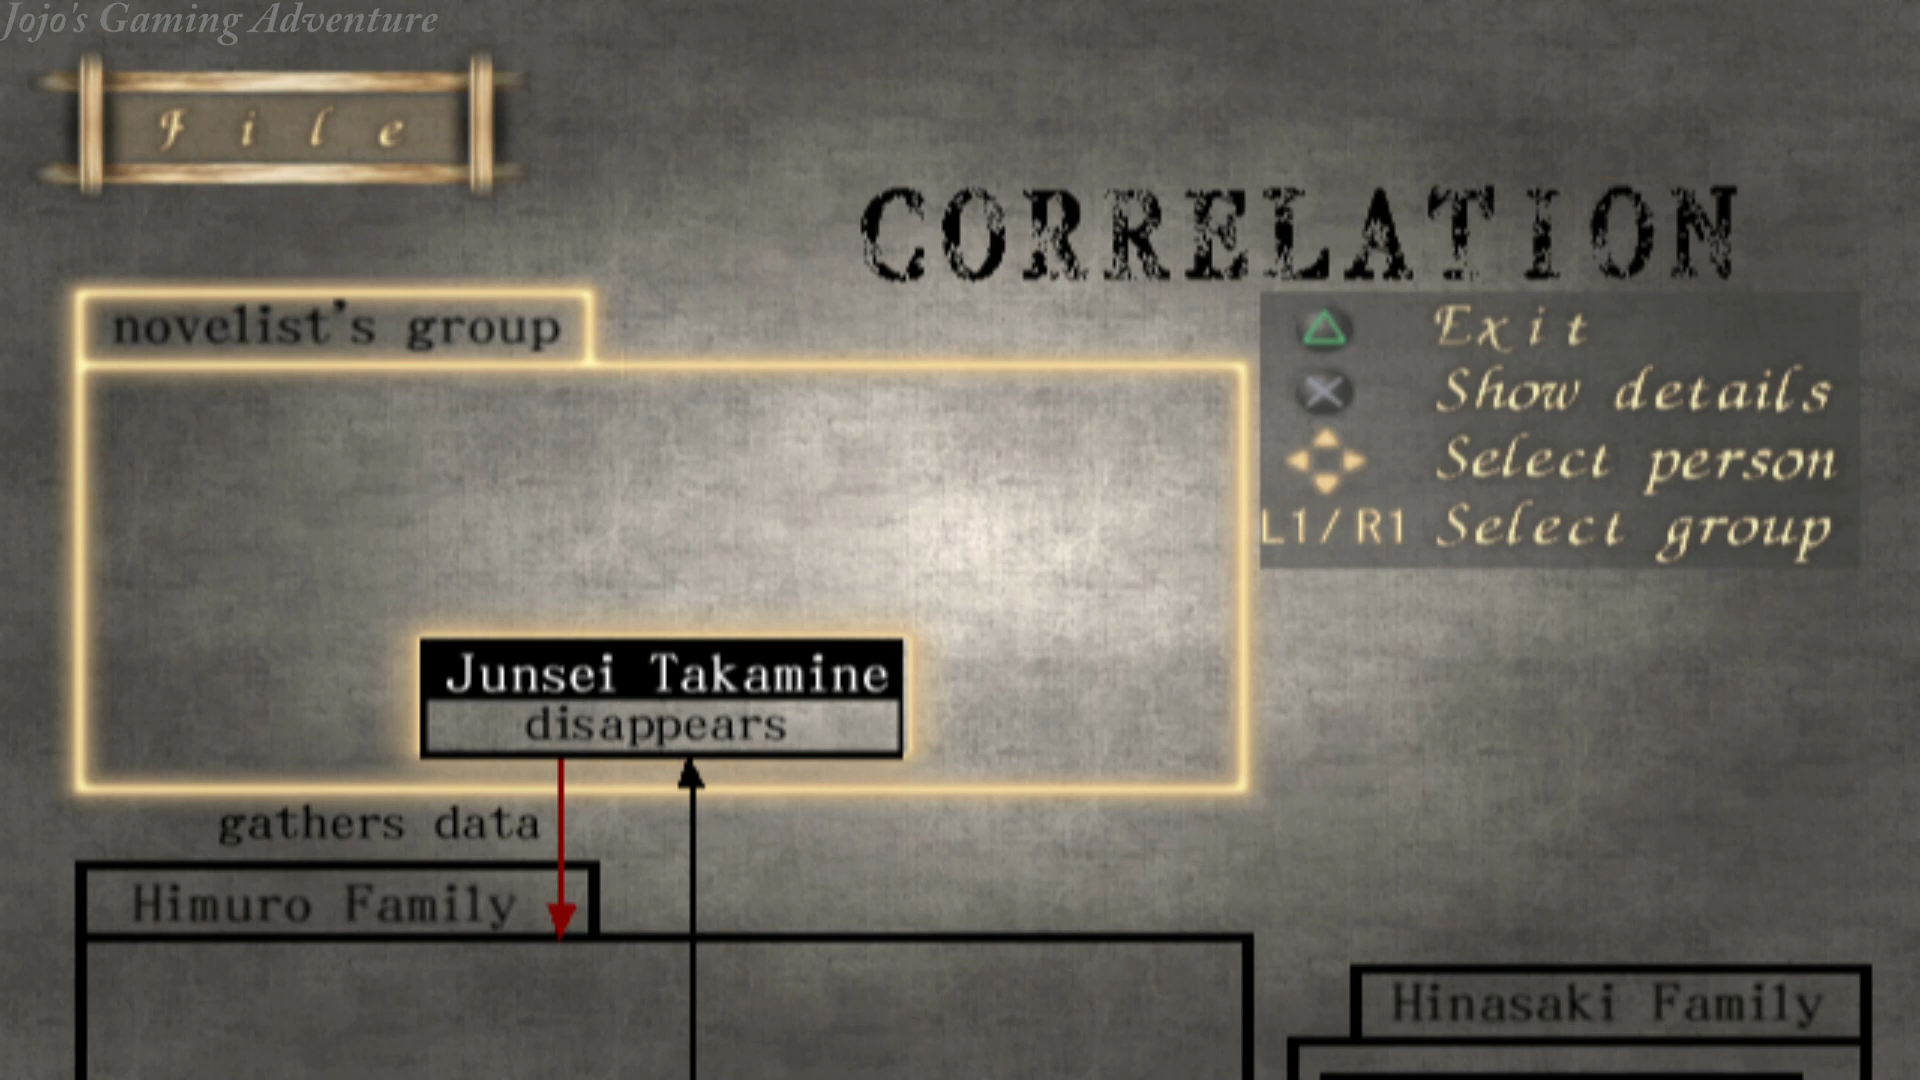 Jojo's Gaming Adventure
File
CORRELATION
novelist's group
Exit
Show details
Select person
L1/R1 Select group
Junsei Takamine
disappears
gathers data
Himuro Family
Hinasaki Family